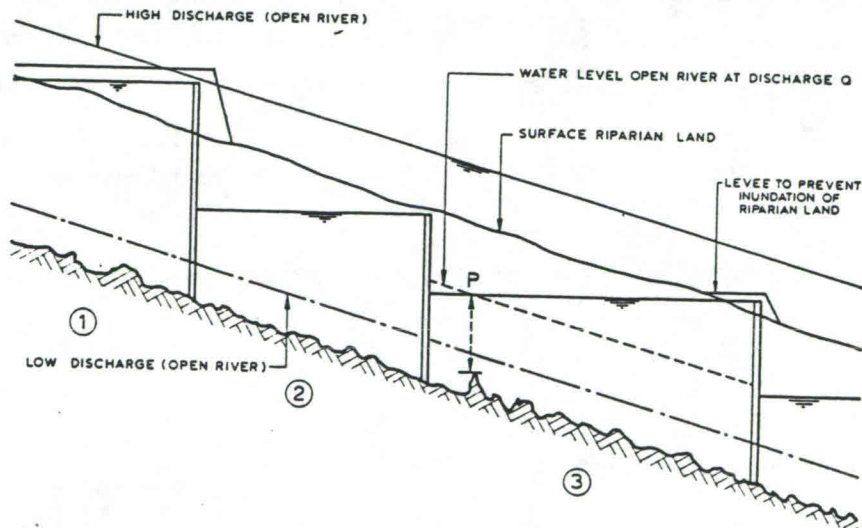 HIGH DISCHARGE (OPEN RIVER)
WATER LEVEL OPEN RIVER AT DISCHARGE Q
SURFACE RIPARIAN LAND
LEVEE TO PREVENT
INUNDATION OF
RIPARIAN LAND
P
1
LOW DISCHARGE (OPEN RIVER)
2
3